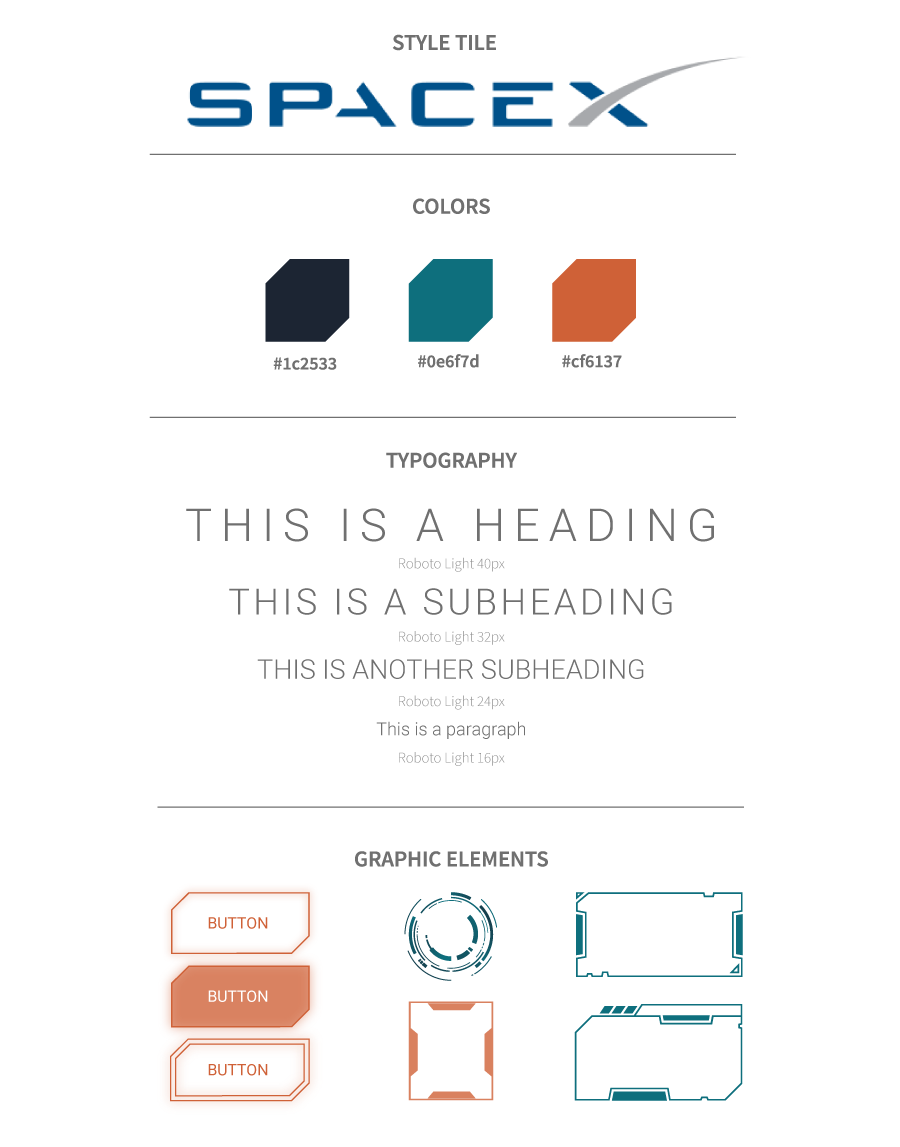 STYLE TILE
SPACEX
COLORS
#1c2533 #0e6f7d #cf6137
TYPOGRAPHY
THIS IS A HEADING
Roboto Light 40px
THIS IS A SUBHEADING
Roboto Light 32px
THIS IS ANOTHER SUBHEADING
Roboto Light 24px
This is a paragraph
Roboto Light 16px
GRAPHIC ELEMENTS
BUTTON
BUTTON
BUTTON